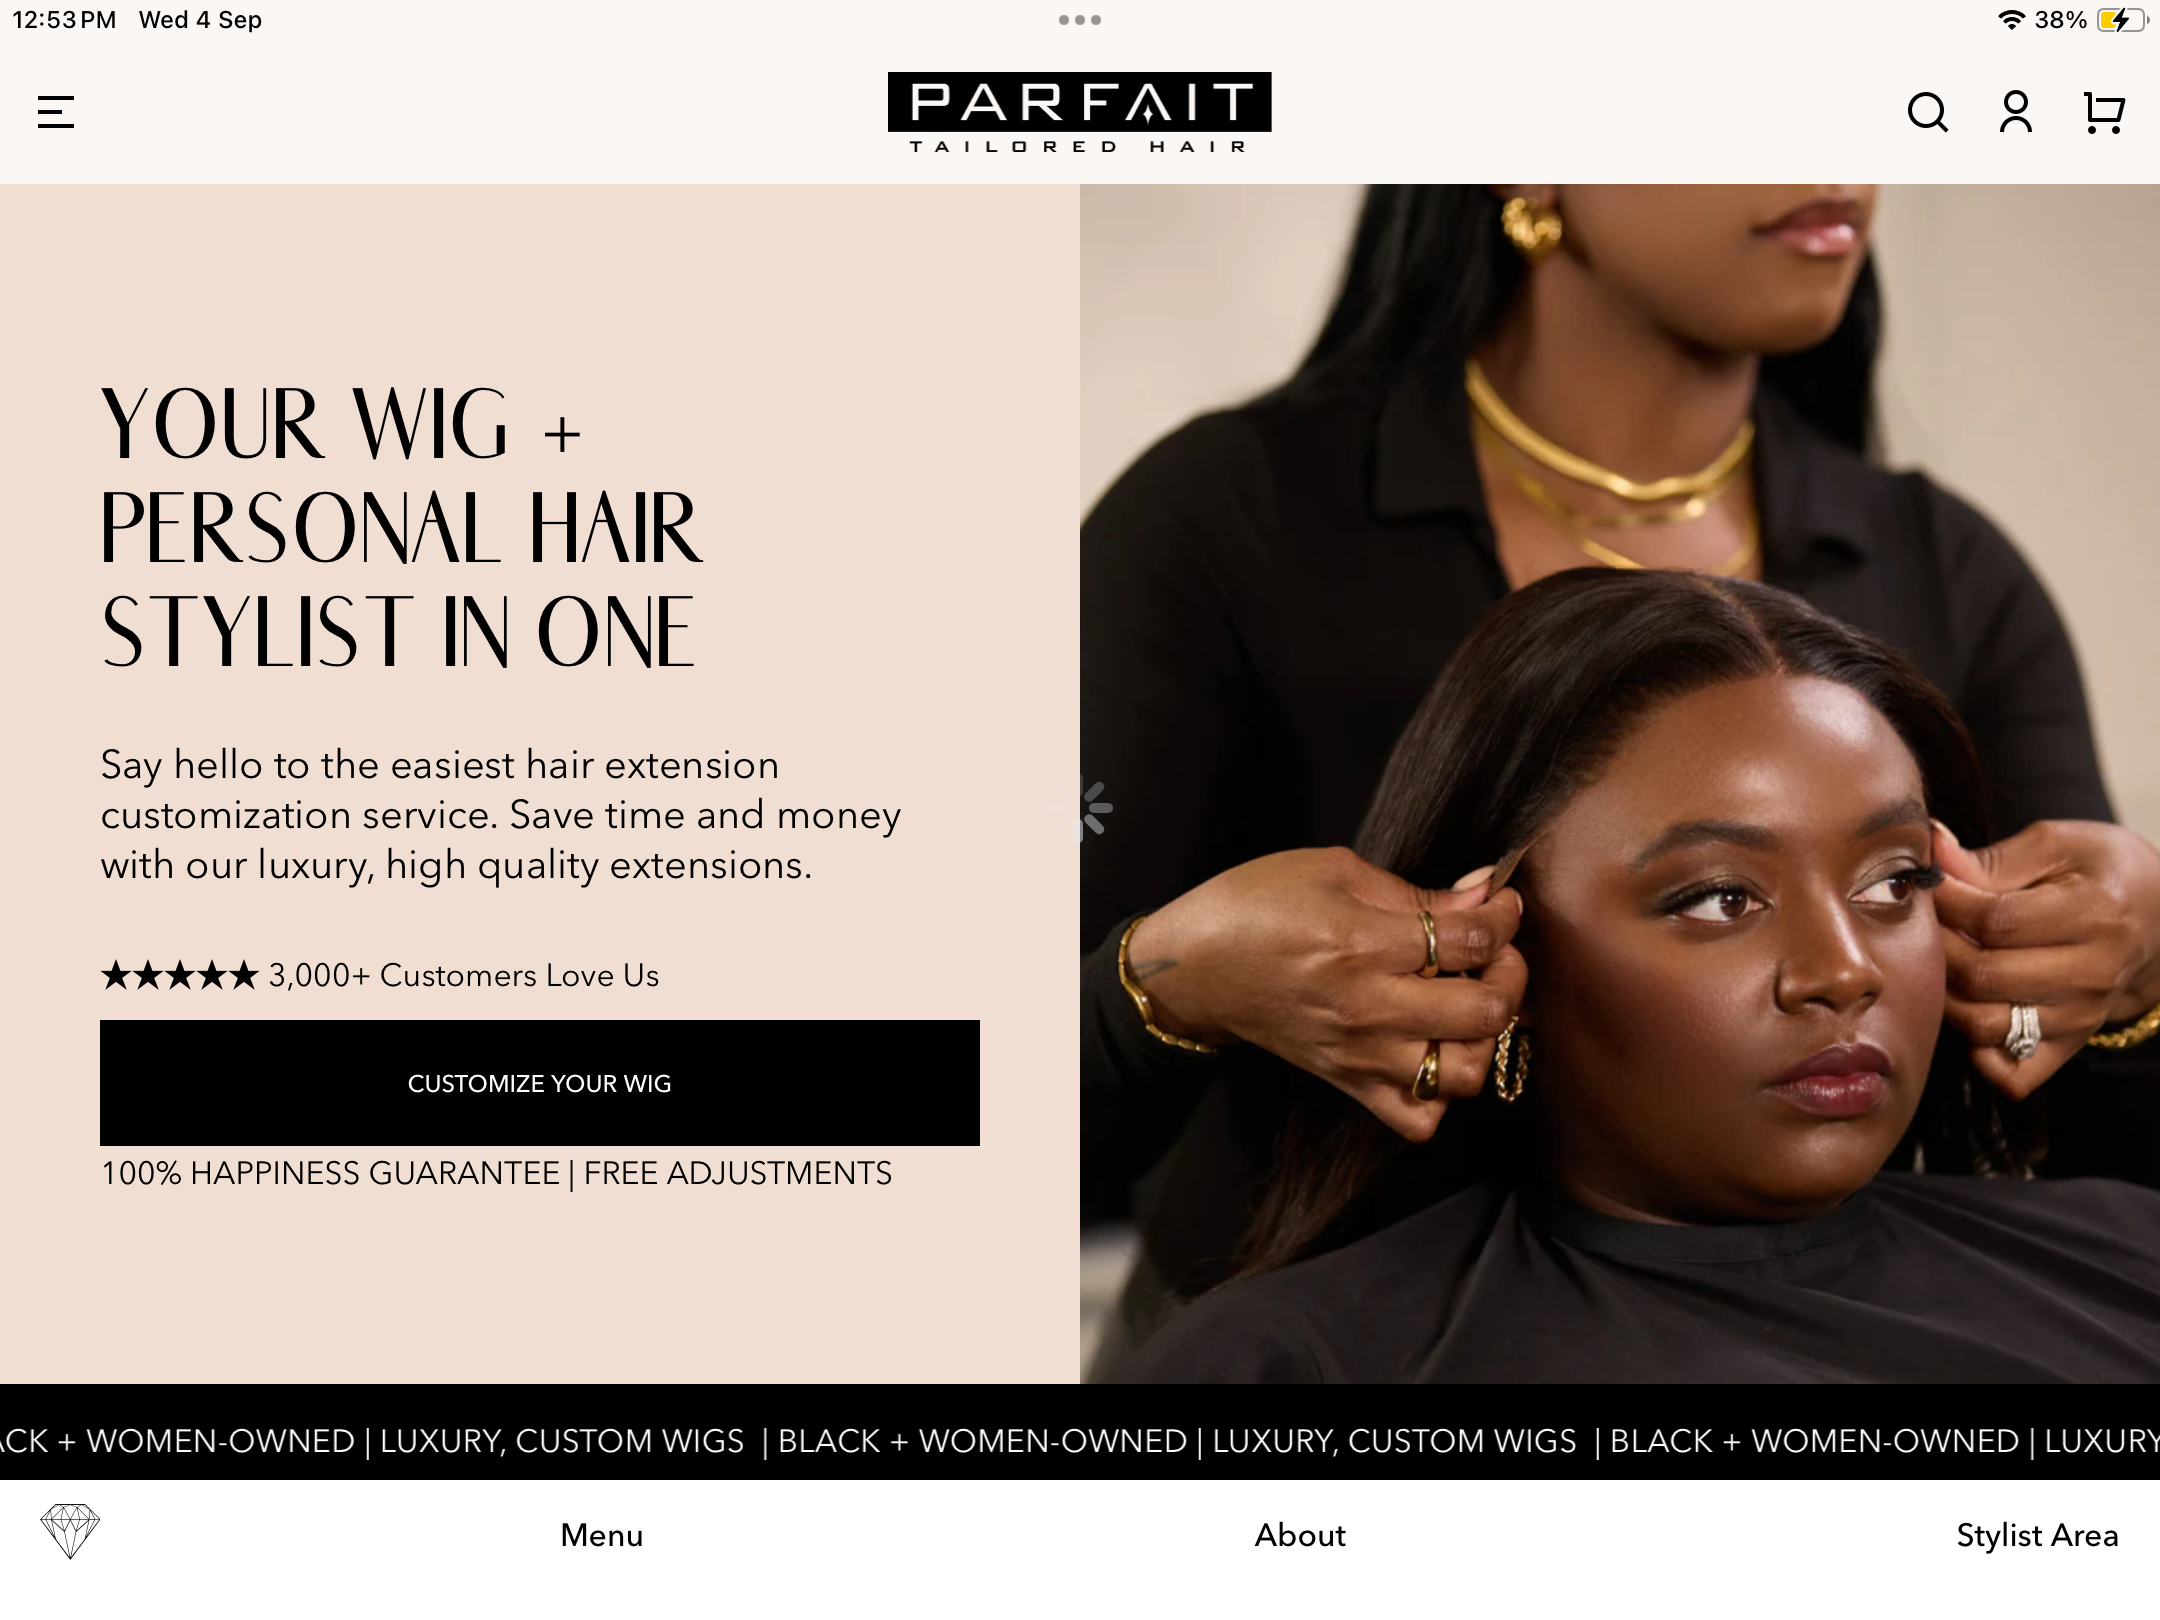 12:53 PM Wed 4 Sep
38%
PARFAIT
TAILORED HAIR
YOUR WIG +
PERSONAL HAIR
STYLIST IN ONE
Say hello to the easiest hair extension
customization service. Save time and money
with our luxury, high quality extensions.
★★★★★ 3,000+ Customers Love Us
CUSTOMIZE YOUR WIG
100% HAPPINESS GUARANTEE | FREE ADJUSTMENTS
ACK + WOMEN-OWNED | LUXURY, CUSTOM WIGS | BLACK + WOMEN-OWNED | LUXURY, CUSTOM WIGS | BLACK + WOMEN-OWNED | LUXURY
Menu
About
Stylist Area